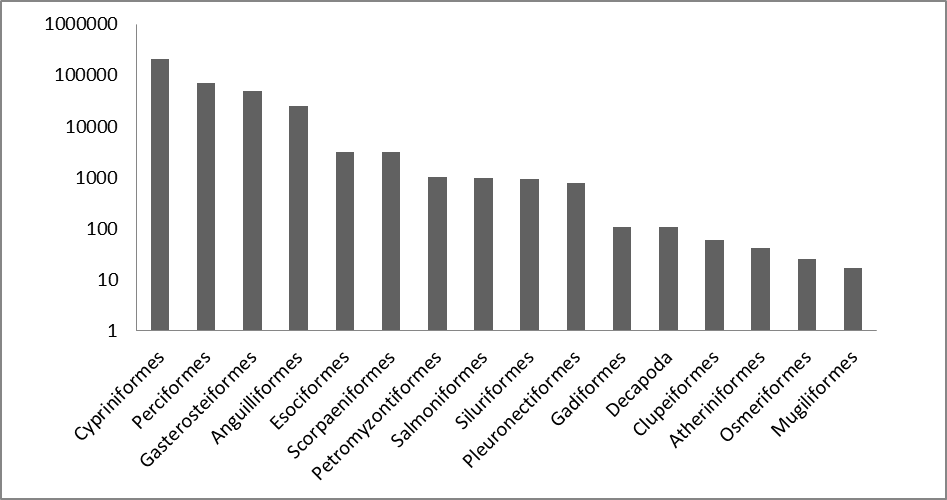 1000000
100000
10000
1000
100
10
1
Cypriniformes
Perciformes
Gasterosteiformes
Anguilliformes
Esociformes
Scorpaeniformes
Petromyzontiformes
Salmoniformes
Siluriformes
Pleuronectiformes
Gadiformes
Decapoda
Clupeiformes
Atheriniformes
Osmeriformes
Mugiliformes